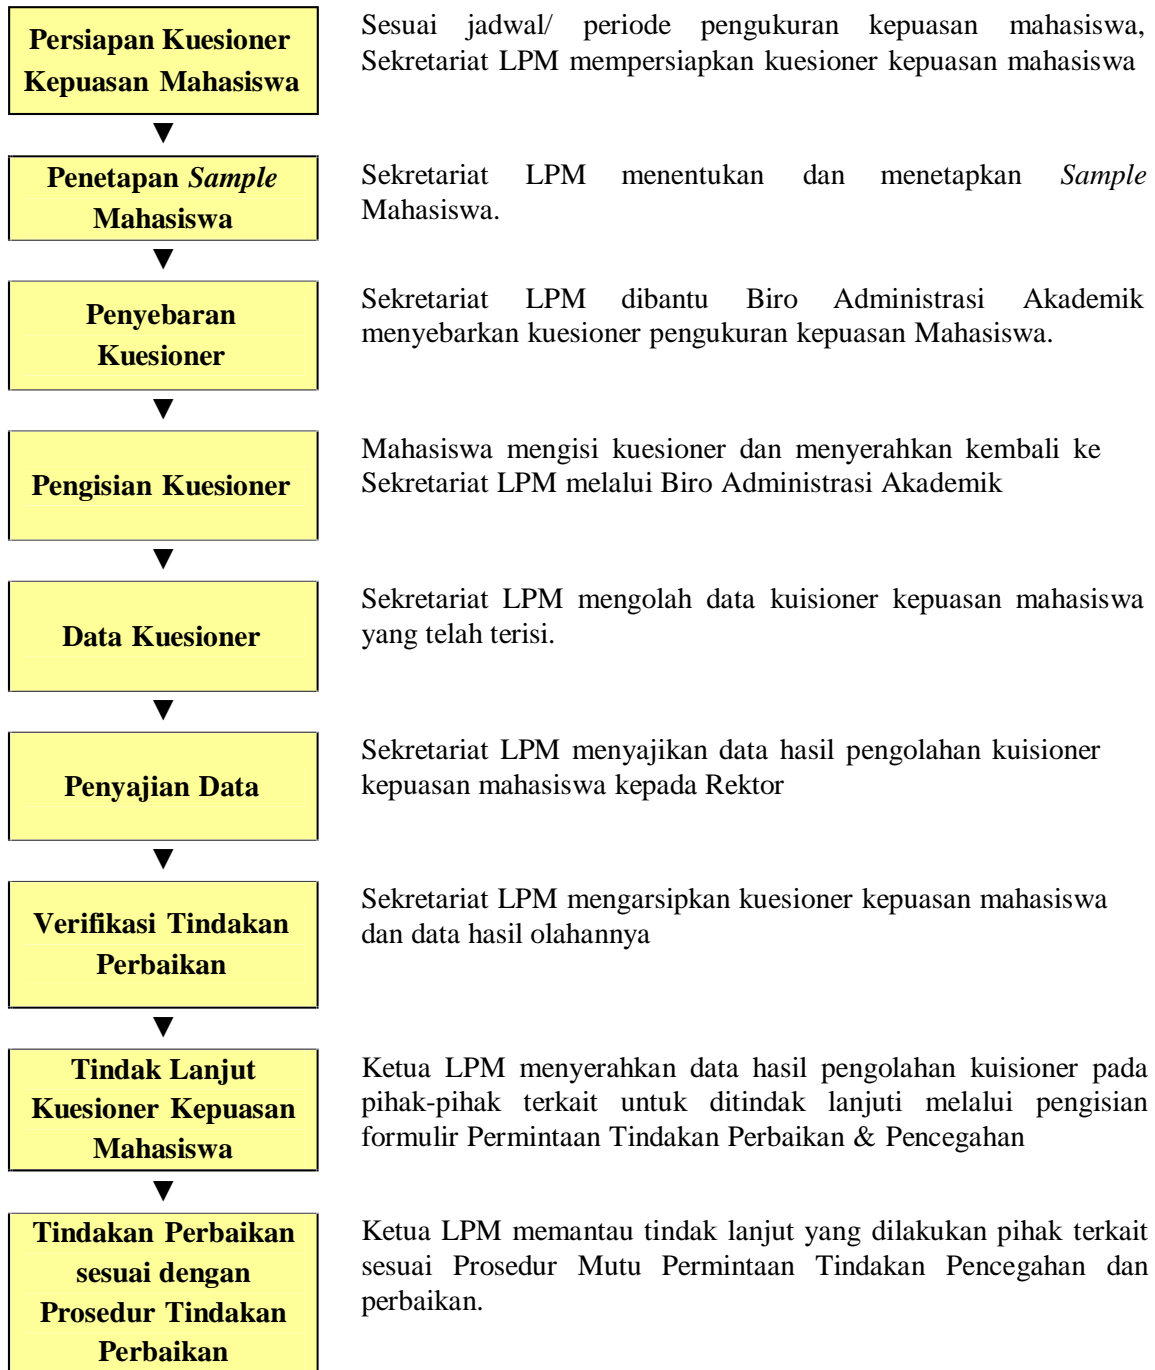 Persiapan Kuesioner
Kepuasan Mahasiswa
Sesuai jadwal/ periode pengukuran kepuasan mahasiswa,
Sekretariat LPM mempersiapkan kuesioner kepuasan mahasiswa
▼
Penetapan Sample
Mahasiswa
Sekretariat LPM menentukan dan menetapkan Sample
Mahasiswa.
▼
Penyebaran
Kuesioner
Sekretariat LPM dibantu Biro Administrasi Akademik
menyebarkan kuesioner pengukuran kepuasan Mahasiswa.
▼
Pengisian Kuesioner
Mahasiswa mengisi kuesioner dan menyerahkan kembali ke
Sekretariat LPM melalui Biro Administrasi Akademik
▼
Data Kuesioner
Sekretariat LPM mengolah data kuisioner kepuasan mahasiswa
yang telah terisi.
▼
Penyajian Data
Sekretariat LPM menyajikan data hasil pengolahan kuisioner
kepuasan mahasiswa kepada Rektor
▼
Verifikasi Tindakan
Perbaikan
Sekretariat LPM mengarsipkan kuesioner kepuasan mahasiswa
dan data hasil olahannya
▼
Tindak Lanjut
Kuesioner Kepuasan
Mahasiswa
Ketua LPM menyerahkan data hasil pengolahan kuisioner pada
pihak-pihak terkait untuk ditindak lanjuti melalui pengisian
formulir Permintaan Tindakan Perbaikan & Pencegahan
▼
Tindakan Perbaikan
sesuai dengan
Prosedur Tindakan
Perbaikan
Ketua LPM memantau tindak lanjut yang dilakukan pihak terkait
sesuai Prosedur Mutu Permintaan Tindakan Pencegahan dan
perbaikan.